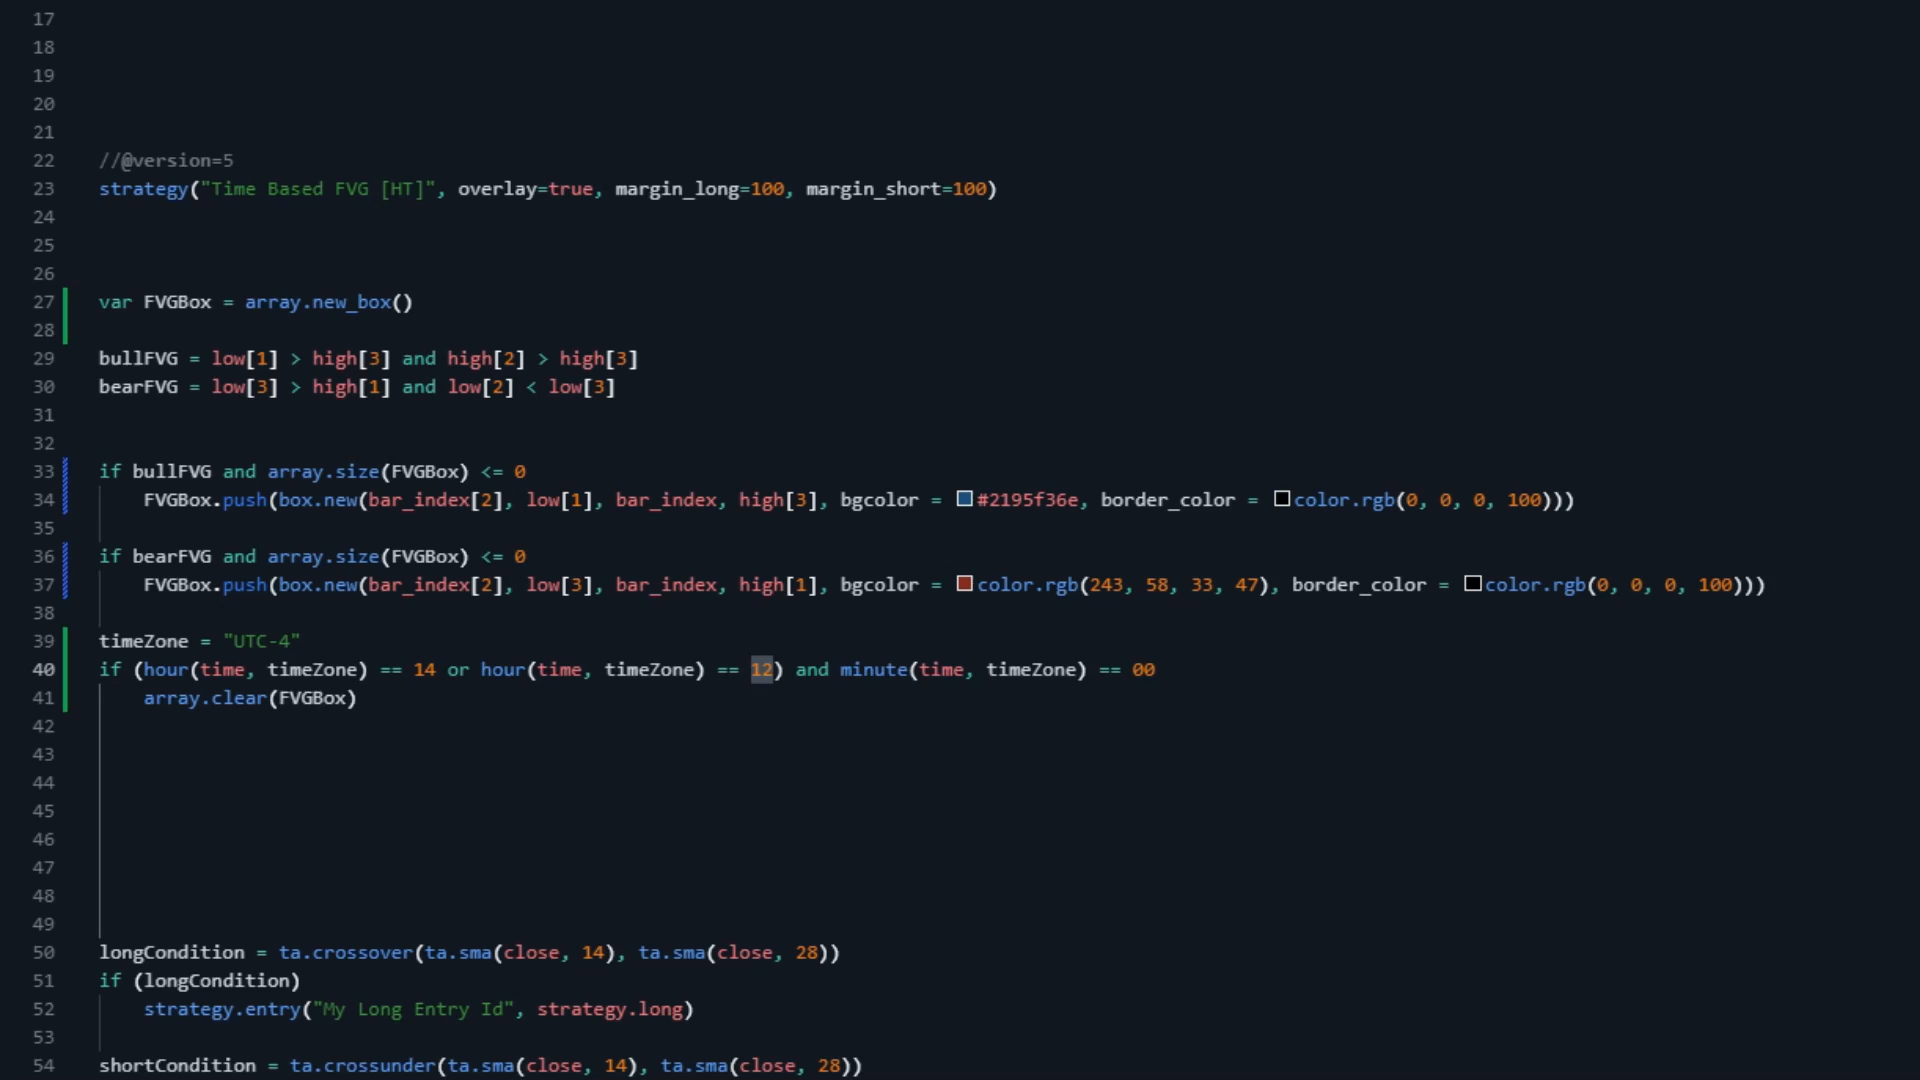 17
18
19
20
21
22 //@version=5
23 strategy("Time Based FVG [HT]", overlay=true, margin_long=100, margin_short=100)
24
25
26
27 var FVGBox = array.new_box()
28
29 bullFVG = low[1] > high[3] and high[2] > high[3]
30 bearFVG = low[3] > high[1] and low[2] < low[3]
31
32
33 if bullFVG and array.size(FVGBox) <= 0
34 FVGBox.push(box.new(bar_index[2], low[1], bar_index, high[3], bgcolor = #2195f36e, border_color = color.rgb(0, 0, 0, 100)))
35
36 if bearFVG and array.size(FVGBox) <= 0
37 FVGBox.push(box.new(bar_index[2], low[3], bar_index, high[1], bgcolor = color.rgb(243, 58, 33, 47), border_color = color.rgb(0, 0, 0, 100)))
38
39 timeZone = "UTC-4"
40 if (hour(time, timeZone) == 14 or hour(time, timeZone) == 12) and minute(time, timeZone) == 00
41 array.clear(FVGBox)
42
43
44
45
46
47
48
49
50 longCondition = ta.crossover(ta.sma(close, 14), ta.sma(close, 28))
51 if (longCondition)
52 strategy.entry("My Long Entry Id", strategy.long)
53
54 shortCondition = ta.crossunder(ta.sma(close, 14), ta.sma(close, 28))